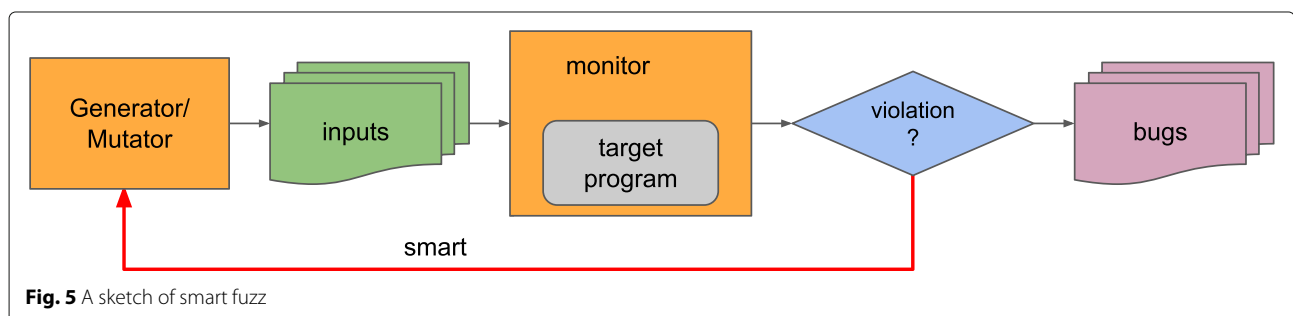 Generator/
Mutator
inputs
monitor
target
program
violation
?
bugs
smart
Fig. 5 A sketch of smart fuzz